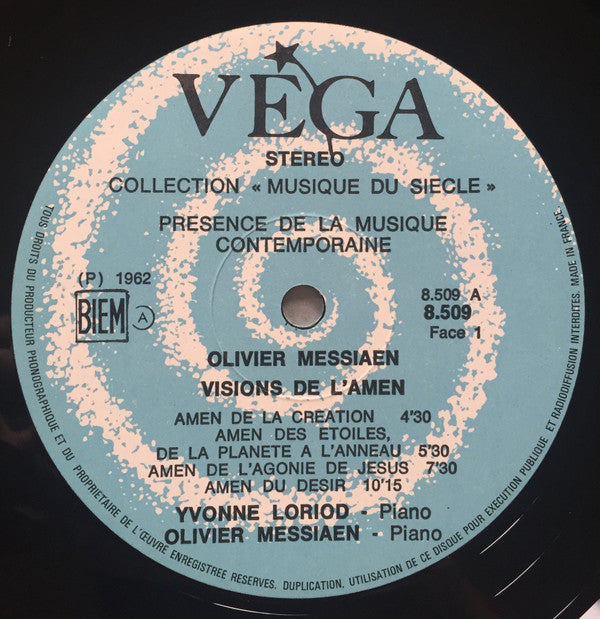 VEGA
STEREO
COLLECTION « MUSIQUE DU SIECLE »
PRESENCE DE LA MUSIQUE
CONTEMPORAINE
(P) 1962
BIEM
A
8.509 A
8.509
Face 1
OLIVIER MESSIAEN
VISIONS DE L'AMEN
AMEN DE LA CREATION 4'30
AMEN DES ETOILES,
DE LA PLANETE A L'ANNEAU 5'30
AMEN DE L'AGONIE DE JESUS 7'30
AMEN DU DESIR 10'15
YVONNE LORIOD - Piano
OLIVIER MESSIAEN - Piano
TOUS DROITS DU PRODUCTEUR PHONOGRAPHIQUE ET DU PROPRIETAIRE DE L'ŒUVRE ENREGISTREE RESERVES. DUPLICATION, UTILISATION DE CE DISQUE POUR EXECUTION PUBLIQUE ET RADIODIFFUSION INTERDITES. MADE IN FRANCE.